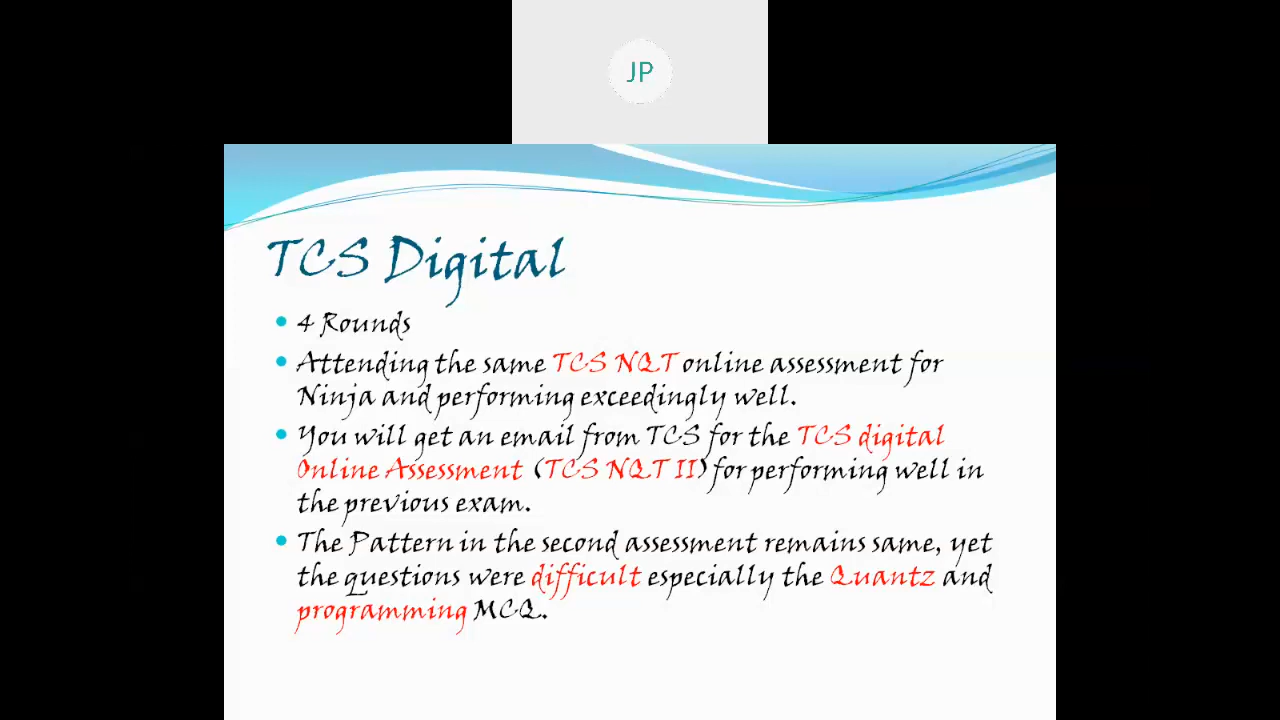 JP
TCS Digital
• 4 Rounds
• Attending the same TCS NQT online assessment for
Ninja and performing exceedingly well.
• You will get an email from TCS for the TCS digital
Online Assessment (TCS NQT II) for performing well in
the previous exam.
• The Pattern in the second assessment remains same, yet
the questions were difficult especially the Quantz and
programming MCQ.